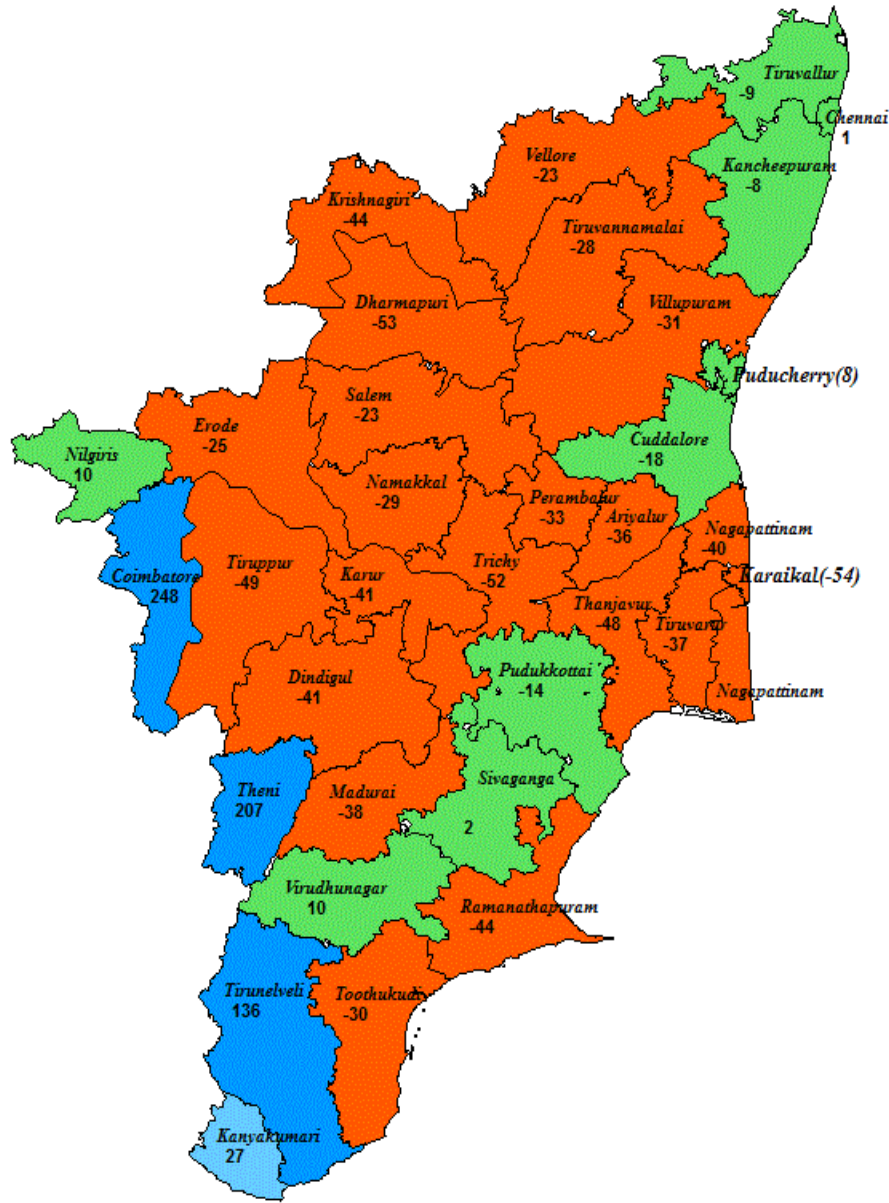 Tiruvallur
-9
Chennai
1
Kancheepuram
-8
Vellore
-23
Krishnagiri
-44
Tiruvannamalai
-28
Dharmapuri
-53
Villupuram
-31
Puducherry(8)
Salem
-23
Erode
-25
Cuddalore
-18
Nilgiris
10
Namakkal
-29
Perambalur
-33
Ariyalur
-36
Nagapattinam
-40
Coimbatore
248
Tiruppur
-49
Karur
-41
Trichy
-52
Karaikal(-54)
Thanjavur
-48
Tiruvarur
-37
Dindigul
-41
Pudukkottai
-14
Nagapattinam
Theni
207
Madurai
-38
Sivaganga
2
Virudhunagar
10
Ramanathapuram
-44
Tirunelveli
136
Toothukudi
-30
Kanyakumari
27